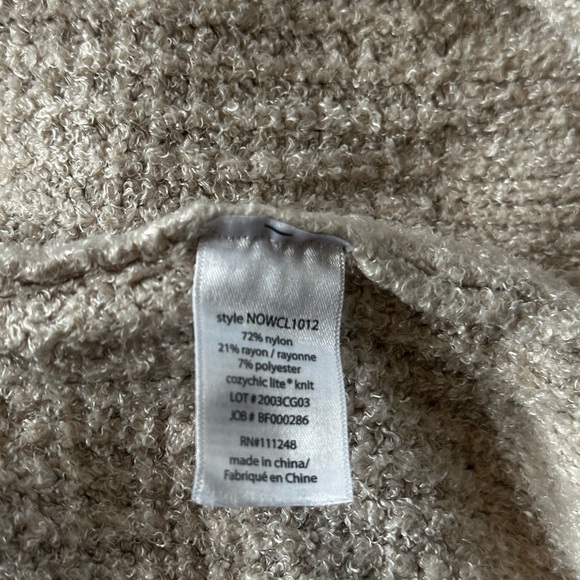 style NOWCL1012
72% nylon
21% rayon / rayonne
7% polyester
cozychic lite® knit
LOT # 2003CG03
JOB # BF000286
RN#111248
made in china/
Fabriqué en Chine